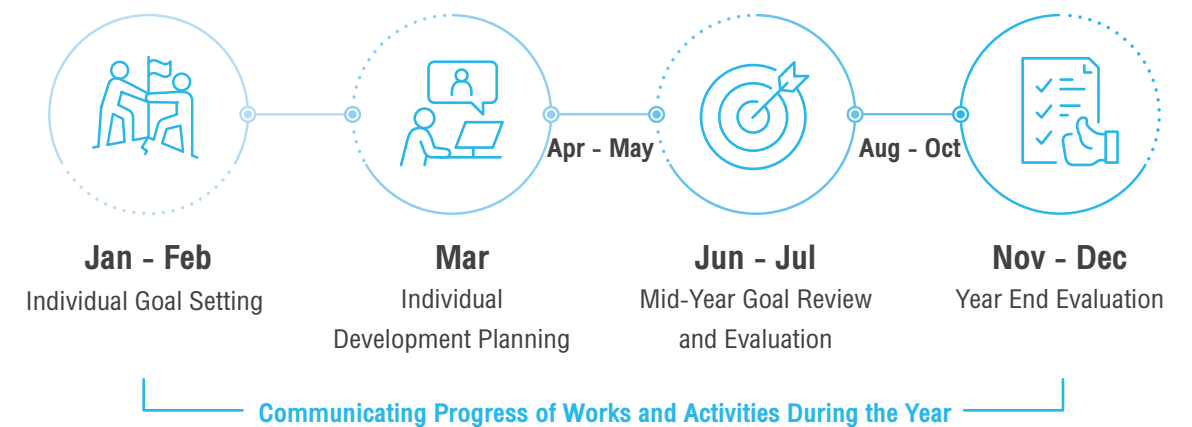 Apr - May
Aug - Oct
Jan - Feb
Individual Goal Setting
Mar
Individual
Development Planning
Jun - Jul
Mid-Year Goal Review
and Evaluation
Nov - Dec
Year End Evaluation
Communicating Progress of Works and Activities During the Year